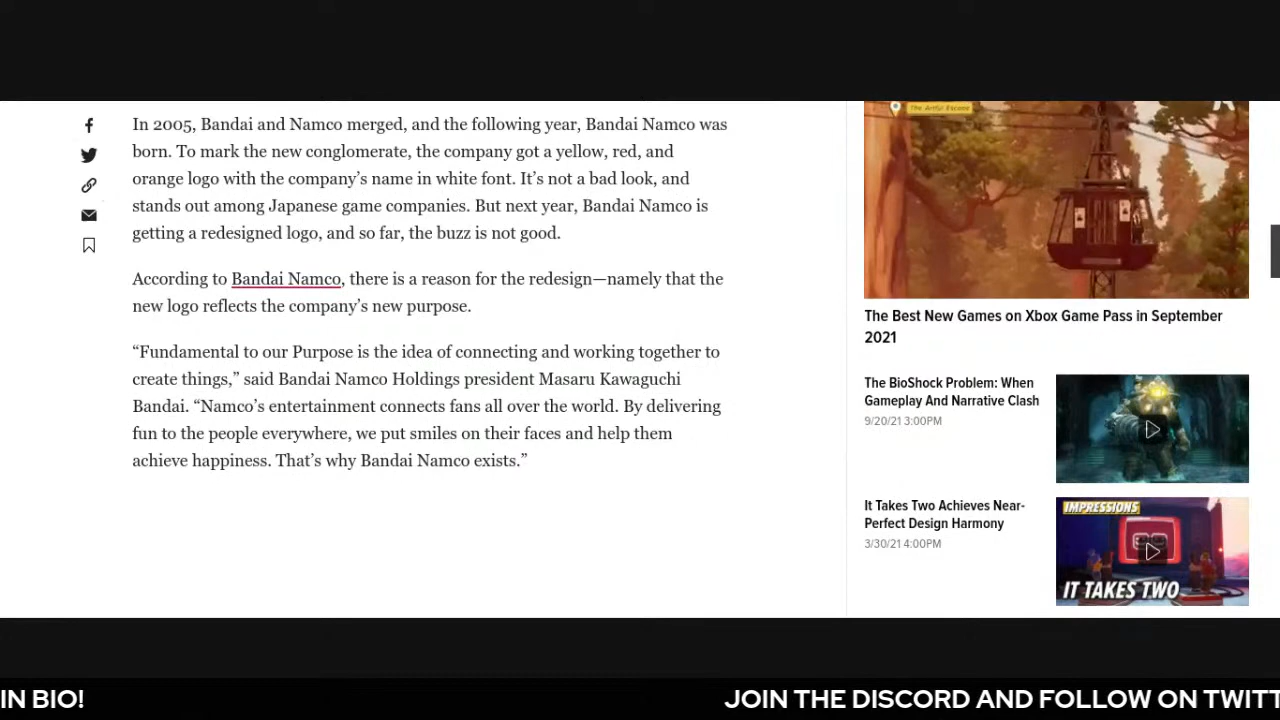 In 2005, Bandai and Namco merged, and the following year, Bandai Namco was
born. To mark the new conglomerate, the company got a yellow, red, and
orange logo with the company’s name in white font. It’s not a bad look, and
stands out among Japanese game companies. But next year, Bandai Namco is
getting a redesigned logo, and so far, the buzz is not good.
According to Bandai Namco, there is a reason for the redesign—namely that the
new logo reflects the company’s new purpose.
“Fundamental to our Purpose is the idea of connecting and working together to
create things,” said Bandai Namco Holdings president Masaru Kawaguchi
Bandai. “Namco’s entertainment connects fans all over the world. By delivering
fun to the people everywhere, we put smiles on their faces and help them
achieve happiness. That’s why Bandai Namco exists.”
The Artful Escape
The Best New Games on Xbox Game Pass in September
2021
The BioShock Problem: When
Gameplay And Narrative Clash
9/20/21 3:00PM
It Takes Two Achieves Near-
Perfect Design Harmony
3/30/21 4:00PM
IMPRESSIONS
IT TAKES TWO
IN BIO!
JOIN THE DISCORD AND FOLLOW ON TWITT